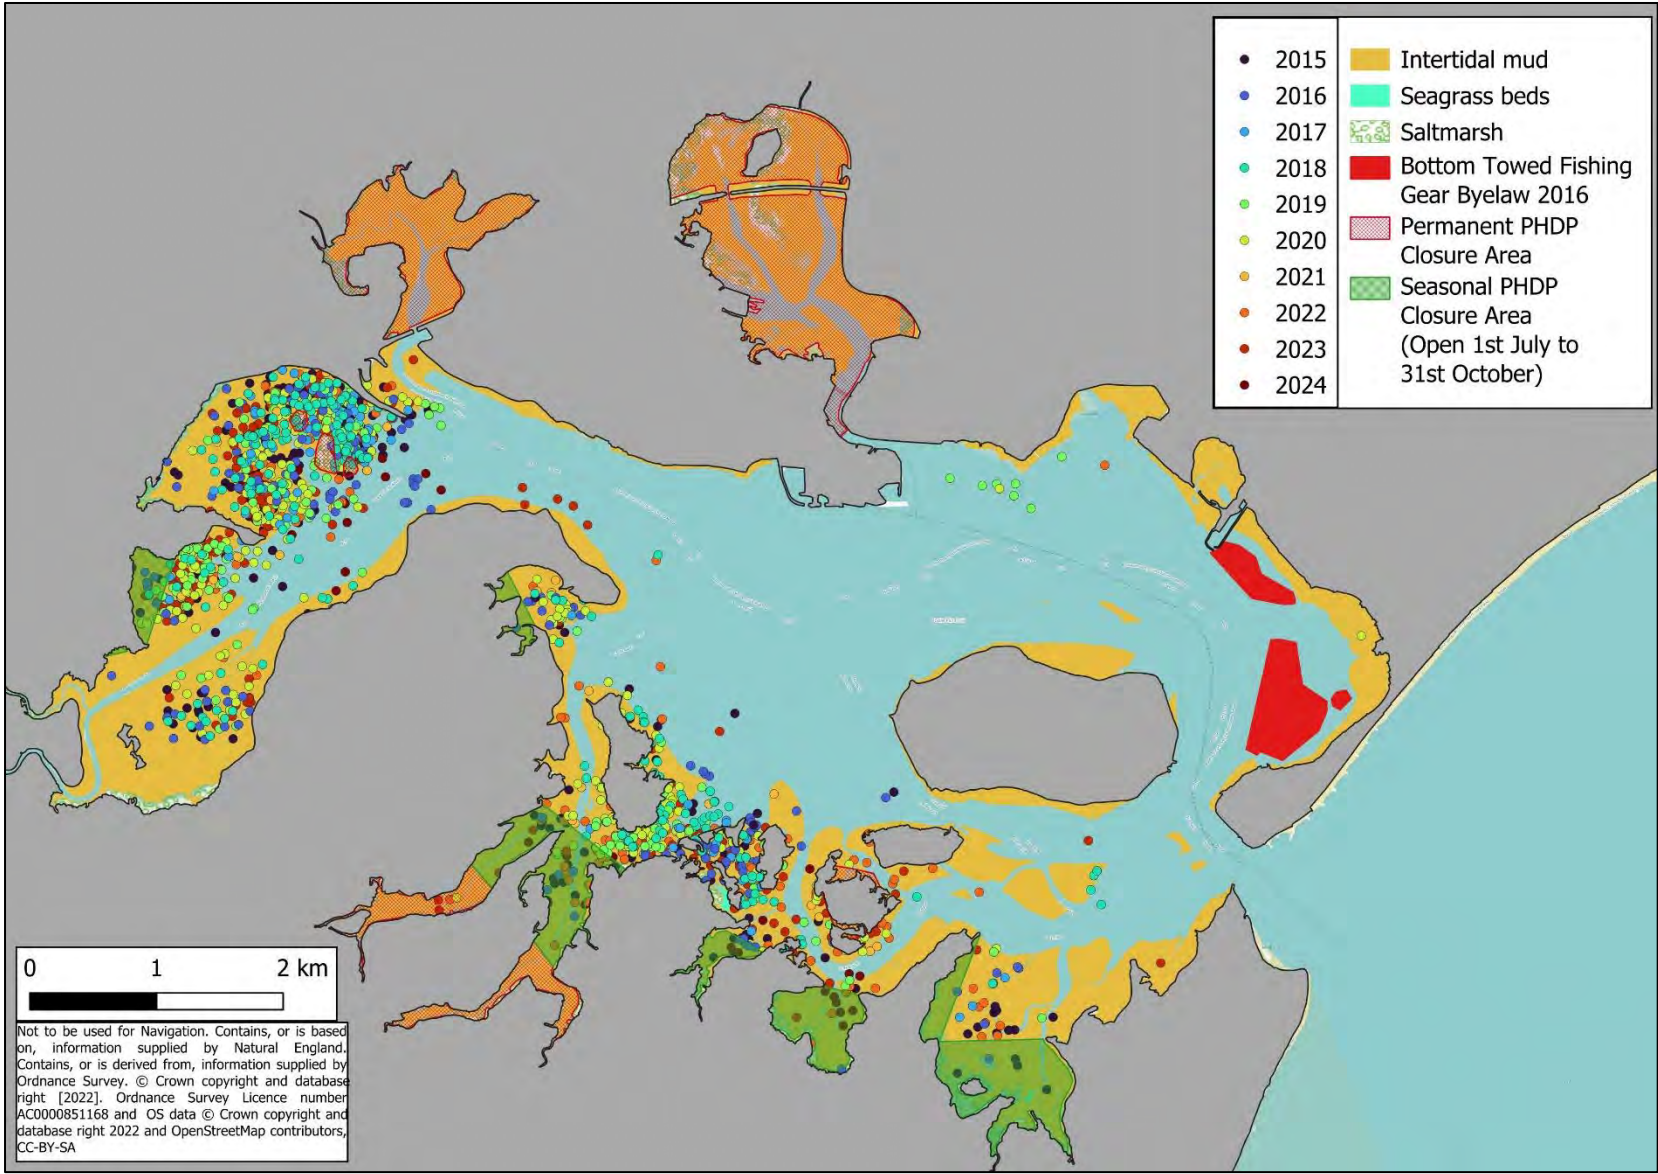 2015
2016
2017
2018
2019
2020
2021
2022
2023
2024
Intertidal mud
Seagrass beds
Saltmarsh
Bottom Towed Fishing
Gear Byelaw 2016
Permanent PHDP
Closure Area
Seasonal PHDP
Closure Area
(Open 1st July to
31st October)
0 1 2 km
Not to be used for Navigation. Contains, or is based
on, information supplied by Natural England.
Contains, or is derived from, information supplied by
Ordnance Survey. © Crown copyright and database
right [2022]. Ordnance Survey Licence number
AC0000851168 and OS data © Crown copyright and
database right 2022 and OpenStreetMap contributors,
CC-BY-SA